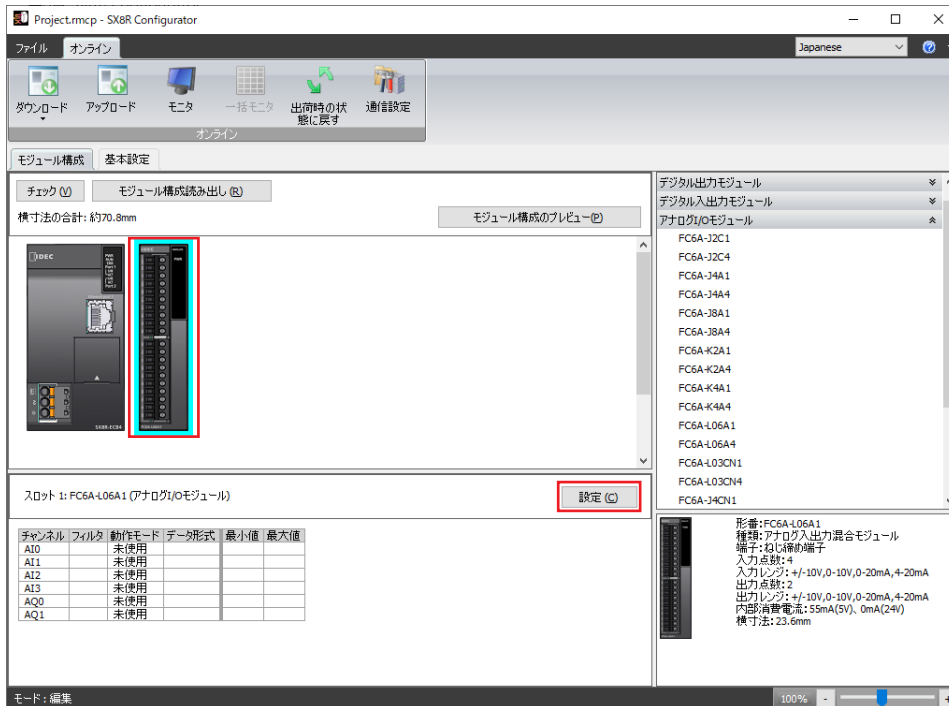 Project.rmcp - SX8R Configurator
ファイル オンライン Japanese
ダウンロード アップロード モニタ 一括モニタ 出荷時の状態に戻す 通信設定
オンライン
モジュール構成 基本設定
チェック(V) モジュール構成読み出し(R)
横寸法の合計: 約70.8mm モジュール構成のプレビュー(P)
IDEC
SX8R-ECB4
デジタル出力モジュール
デジタル入出力モジュール
アナログI/Oモジュール
FC6A-J2C1
FC6A-J2C4
FC6A-J4A1
FC6A-J4A4
FC6A-J8A1
FC6A-J8A4
FC6A-K2A1
FC6A-K2A4
FC6A-K4A1
FC6A-K4A4
FC6A-L06A1
FC6A-L06A4
FC6A-L03CN1
FC6A-L03CN4
FC6A-J4CN1
スロット 1: FC6A-L06A1 (アナログI/Oモジュール) 設定(C)
チャンネル フィルタ 動作モード データ形式 最小値 最大値
AI0 未使用
AI1 未使用
AI2 未使用
AI3 未使用
AQ0 未使用
AQ1 未使用
形番:FC6A-L06A1
種類:アナログ入出力混合モジュール
端子:ねじ締め端子
入力点数:4
入力レンジ:+/-10V,0-10V,0-20mA,4-20mA
出力点数:2
出力レンジ:+/-10V,0-10V,0-20mA,4-20mA
内部消費電流:55mA(5V)、0mA(24V)
横寸法:23.6mm
モード : 編集 100% - +